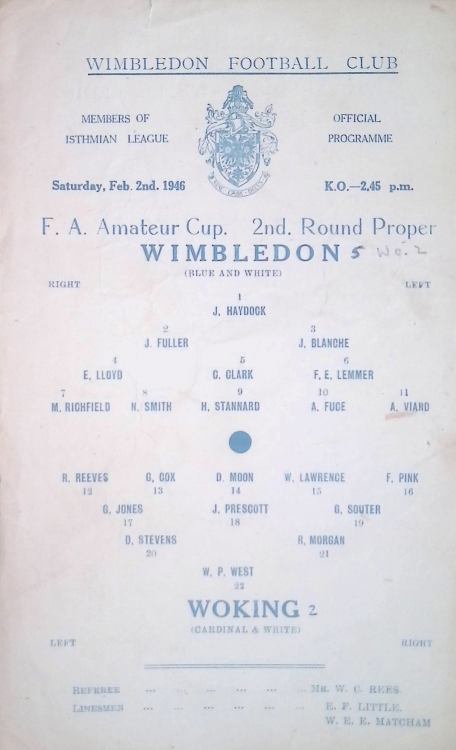 WIMBLEDON FOOTBALL CLUB
MEMBERS OF OFFICIAL
ISTHMIAN LEAGUE PROGRAMME
Saturday, Feb. 2nd. 1946 K.O.—2.45 p.m.
F. A. Amateur Cup. 2nd. Round Proper
WIMBLEDON 5 Wo. 2
(BLUE AND WHITE)
RIGHT LEFT
1
J. HAYDOCK
2 3
J. FULLER J. BLANCHE
4 5 6
E. LLOYD C. CLARK F. E. LEMMER
7 8 9 10 11
M. RICHFIELD N. SMITH H. STANNARD A. FUGE A. VIARD
R. REEVES G. COX D. MOON W. LAWRENCE F. PINK
12 13 14 15 16
G. JONES J. PRESCOTT G. SOUTER
17 18 19
D. STEVENS R. MORGAN
20 21
W. P. WEST
22
WOKING 2
(CARDINAL & WHITE)
LEFT RIGHT
REFEREE ... ... ... ... ... ... MR. W. C. REES.
LINESMEN ... ... ... ... ... E. F. LITTLE.
W. E. E. MATCHAM